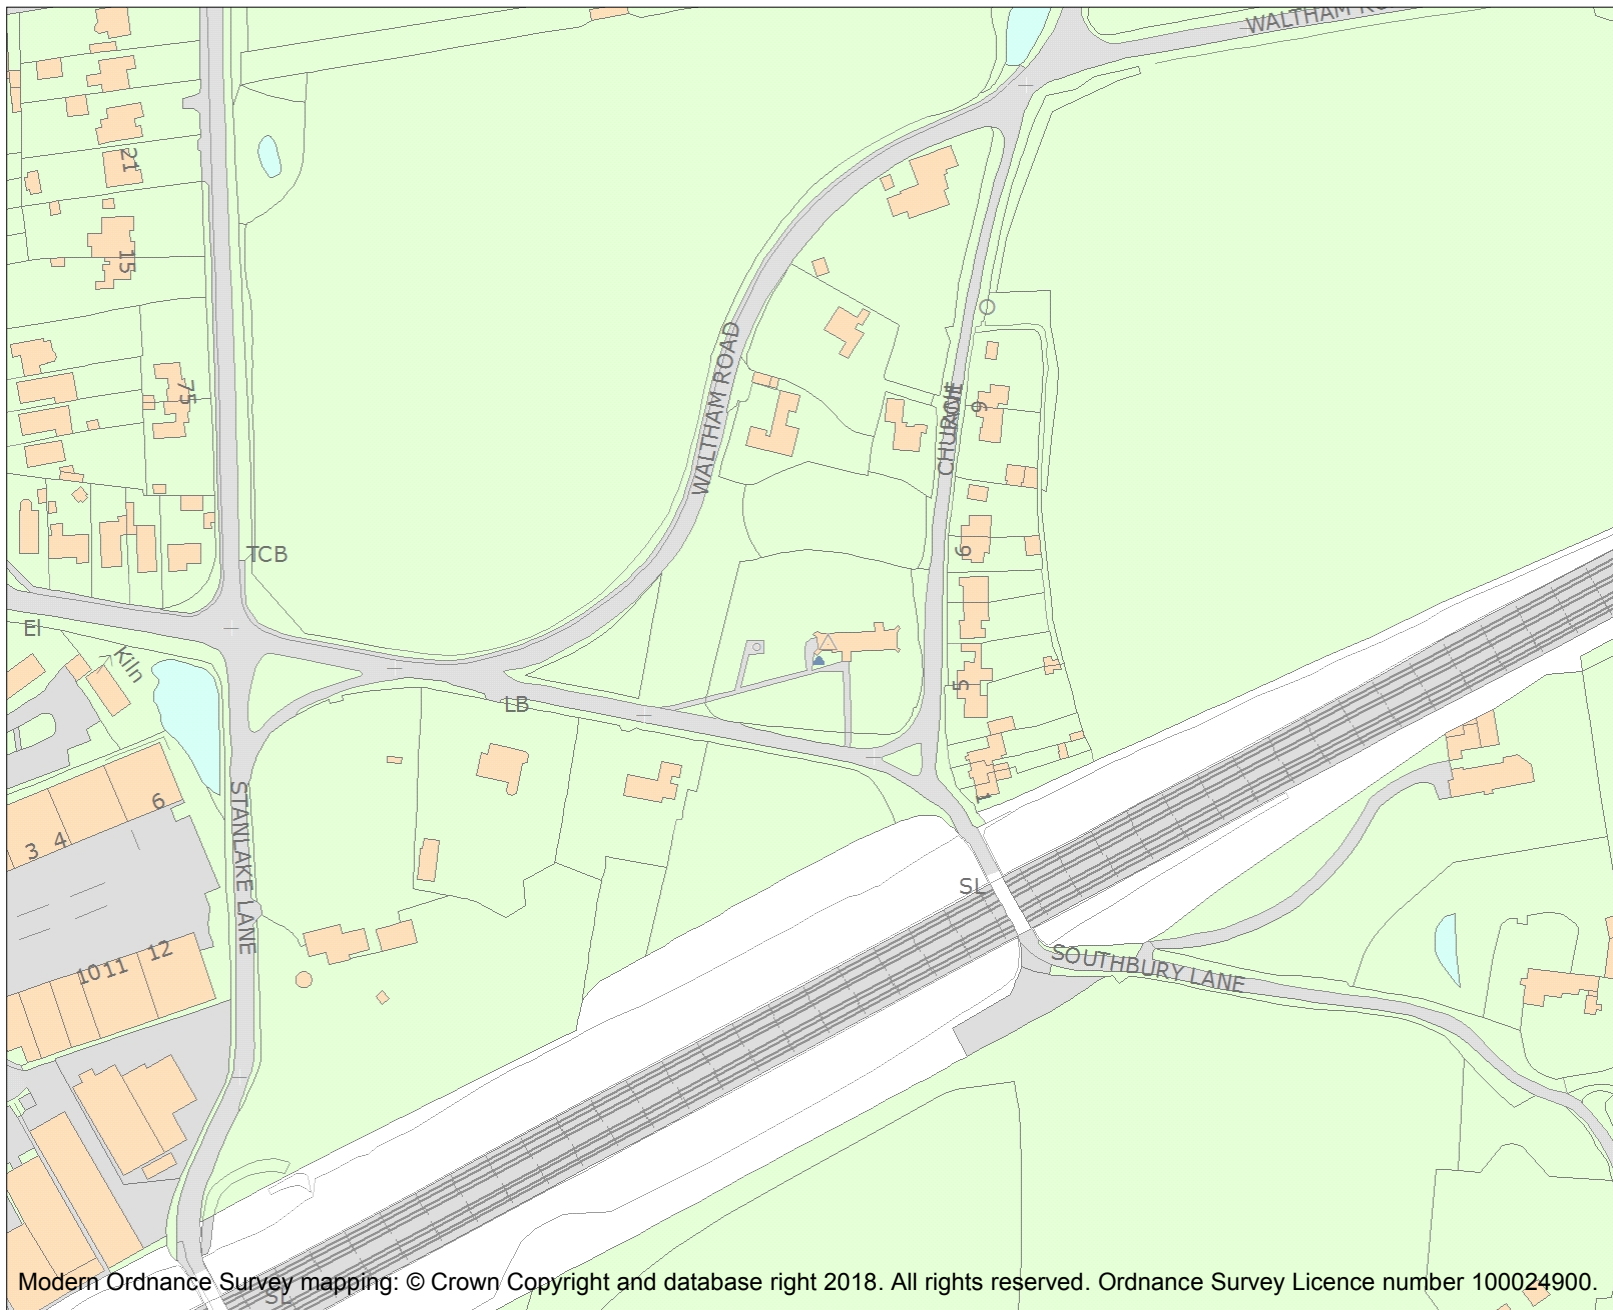 WALTHAM
21
15
WALTHAM ROAD
75
CHURCH
6
TCB
9
El
Kiln
5
LB
STANLAKE LANE
6
3
4
1
SL
SOUTHBURY LANE
12
11
10
SL
Modern Ordnance Survey mapping: © Crown Copyright and database right 2018. All rights reserved. Ordnance Survey Licence number 100024900.